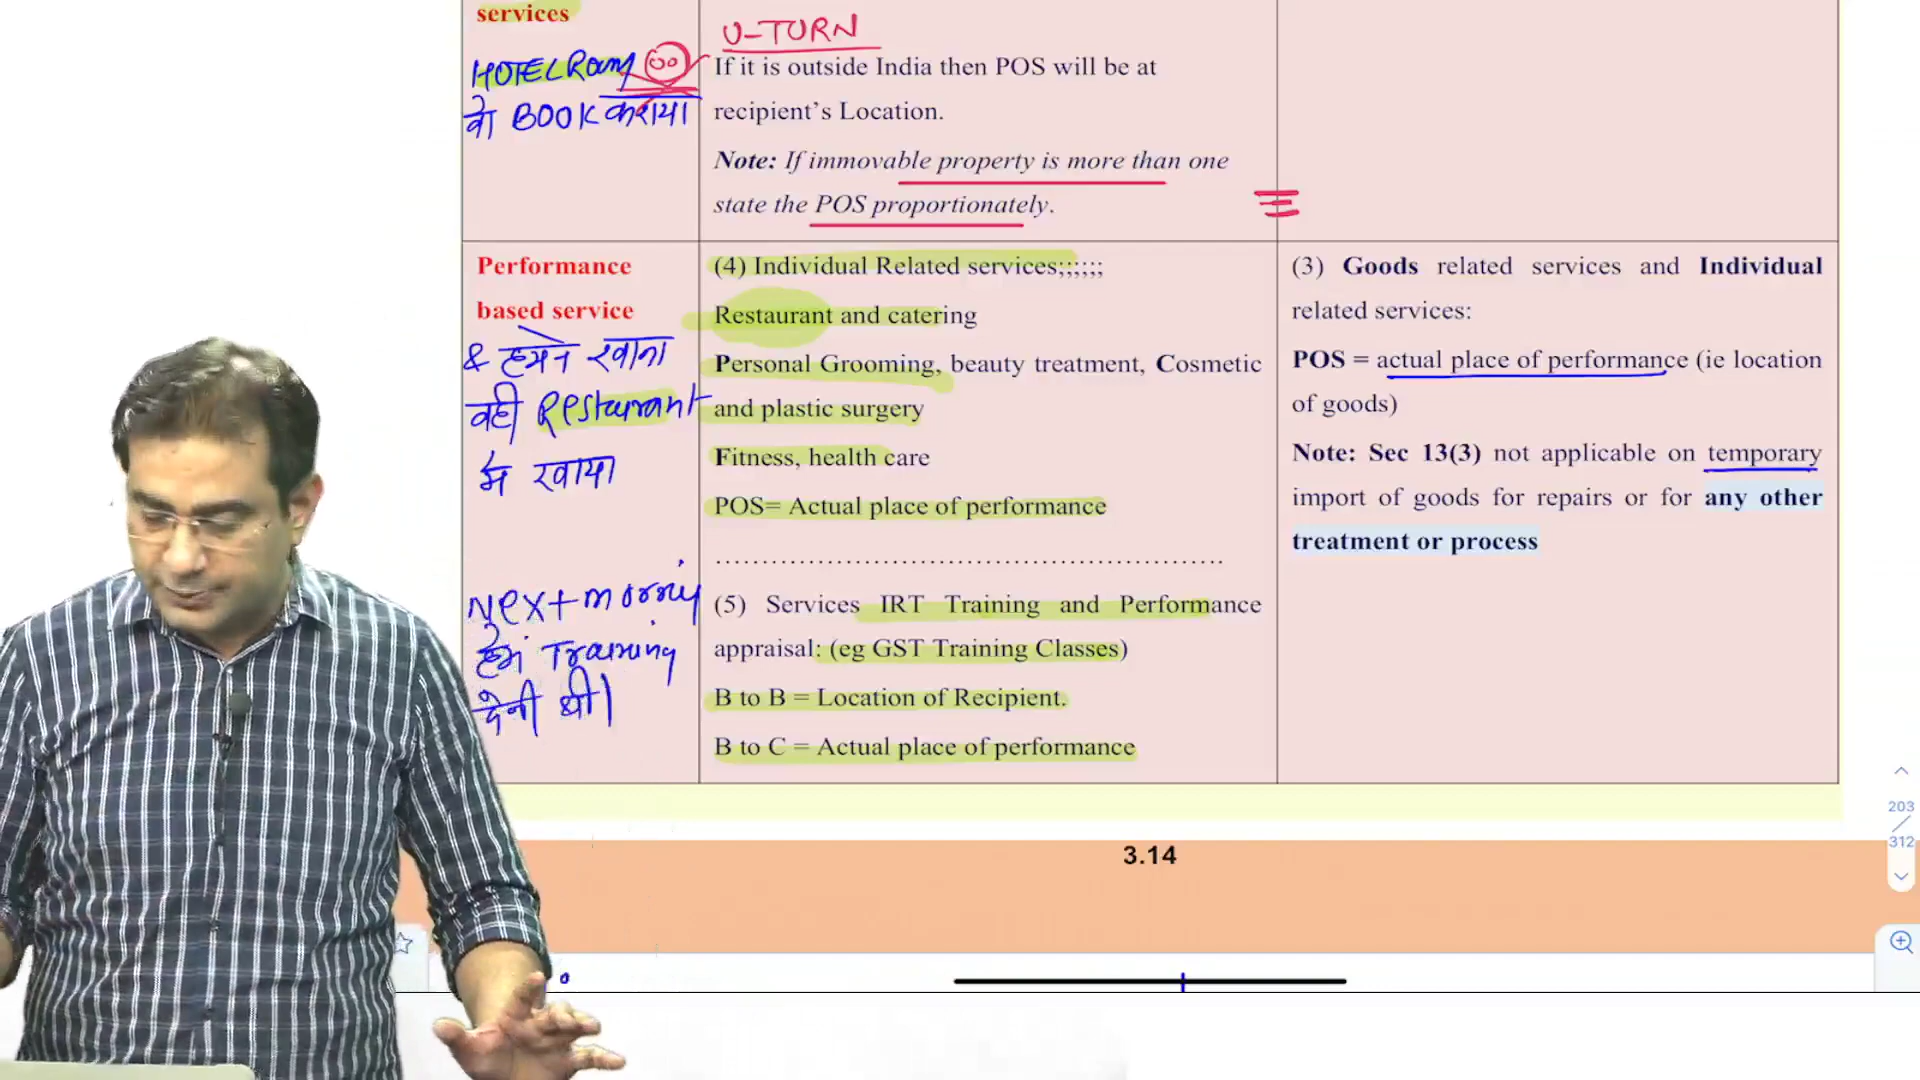 services
HOTEL Room
वो BOOK कराया
U-TURN
If it is outside India then POS will be at
recipient’s Location.
Note: If immovable property is more than one
state the POS proportionately.
Performance
based service
& हमने खाना
वही Restaurant
में खाया
Next morning
हमें Training
देनी थी।
(4) Individual Related services;;;;;;
Restaurant and catering
Personal Grooming, beauty treatment, Cosmetic
and plastic surgery
Fitness, health care
POS= Actual place of performance
……………………………………………….
(5) Services IRT Training and Performance
appraisal: (eg GST Training Classes)
B to B = Location of Recipient.
B to C = Actual place of performance
(3) Goods related services and Individual
related services:
POS = actual place of performance (ie location
of goods)
Note: Sec 13(3) not applicable on temporary
import of goods for repairs or for any other
treatment or process
3.14
203
312